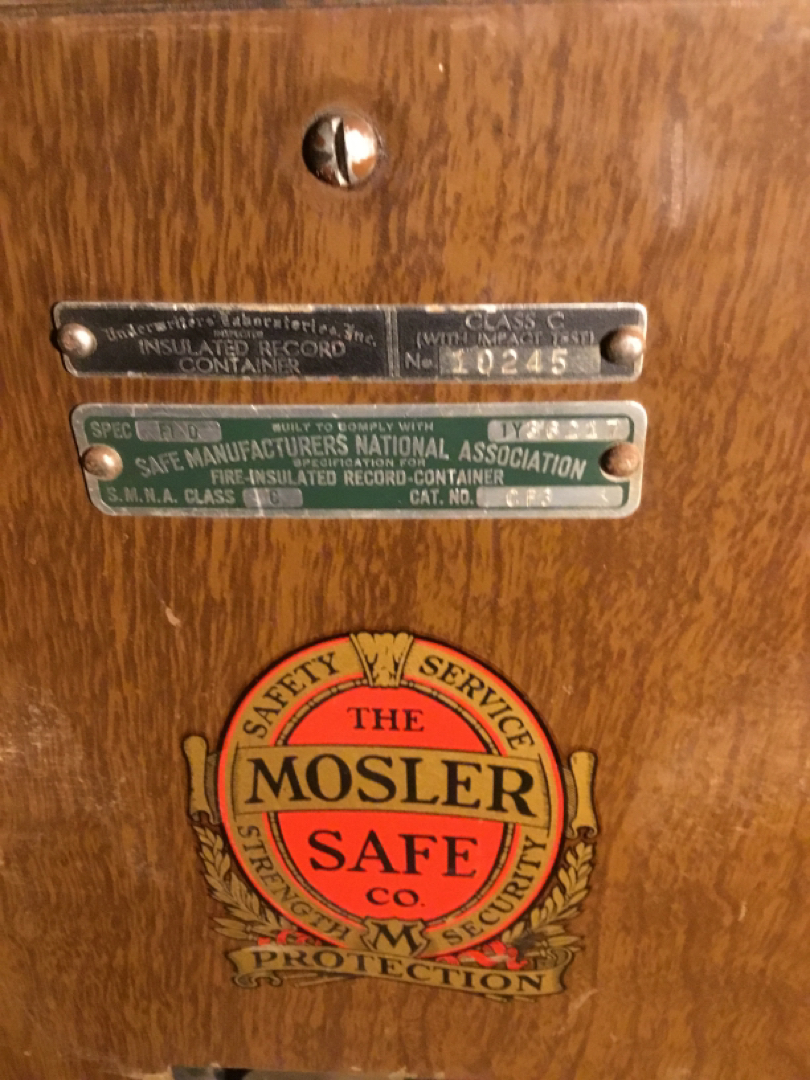 Underwriters' Laboratories, Inc.
INSULATED RECORD
CONTAINER
CLASS C
(WITH IMPACT TEST)
No. 10245
SPEC
BUILT TO COMPLY WITH
SAFE MANUFACTURERS NATIONAL ASSOCIATION
SPECIFICATION FOR
FIRE-INSULATED RECORD-CONTAINER
S.M.N.A. CLASS C
CAT. NO.
SAFETY SERVICE
THE
MOSLER
SAFE
CO.
STRENGTH M SECURITY
PROTECTION